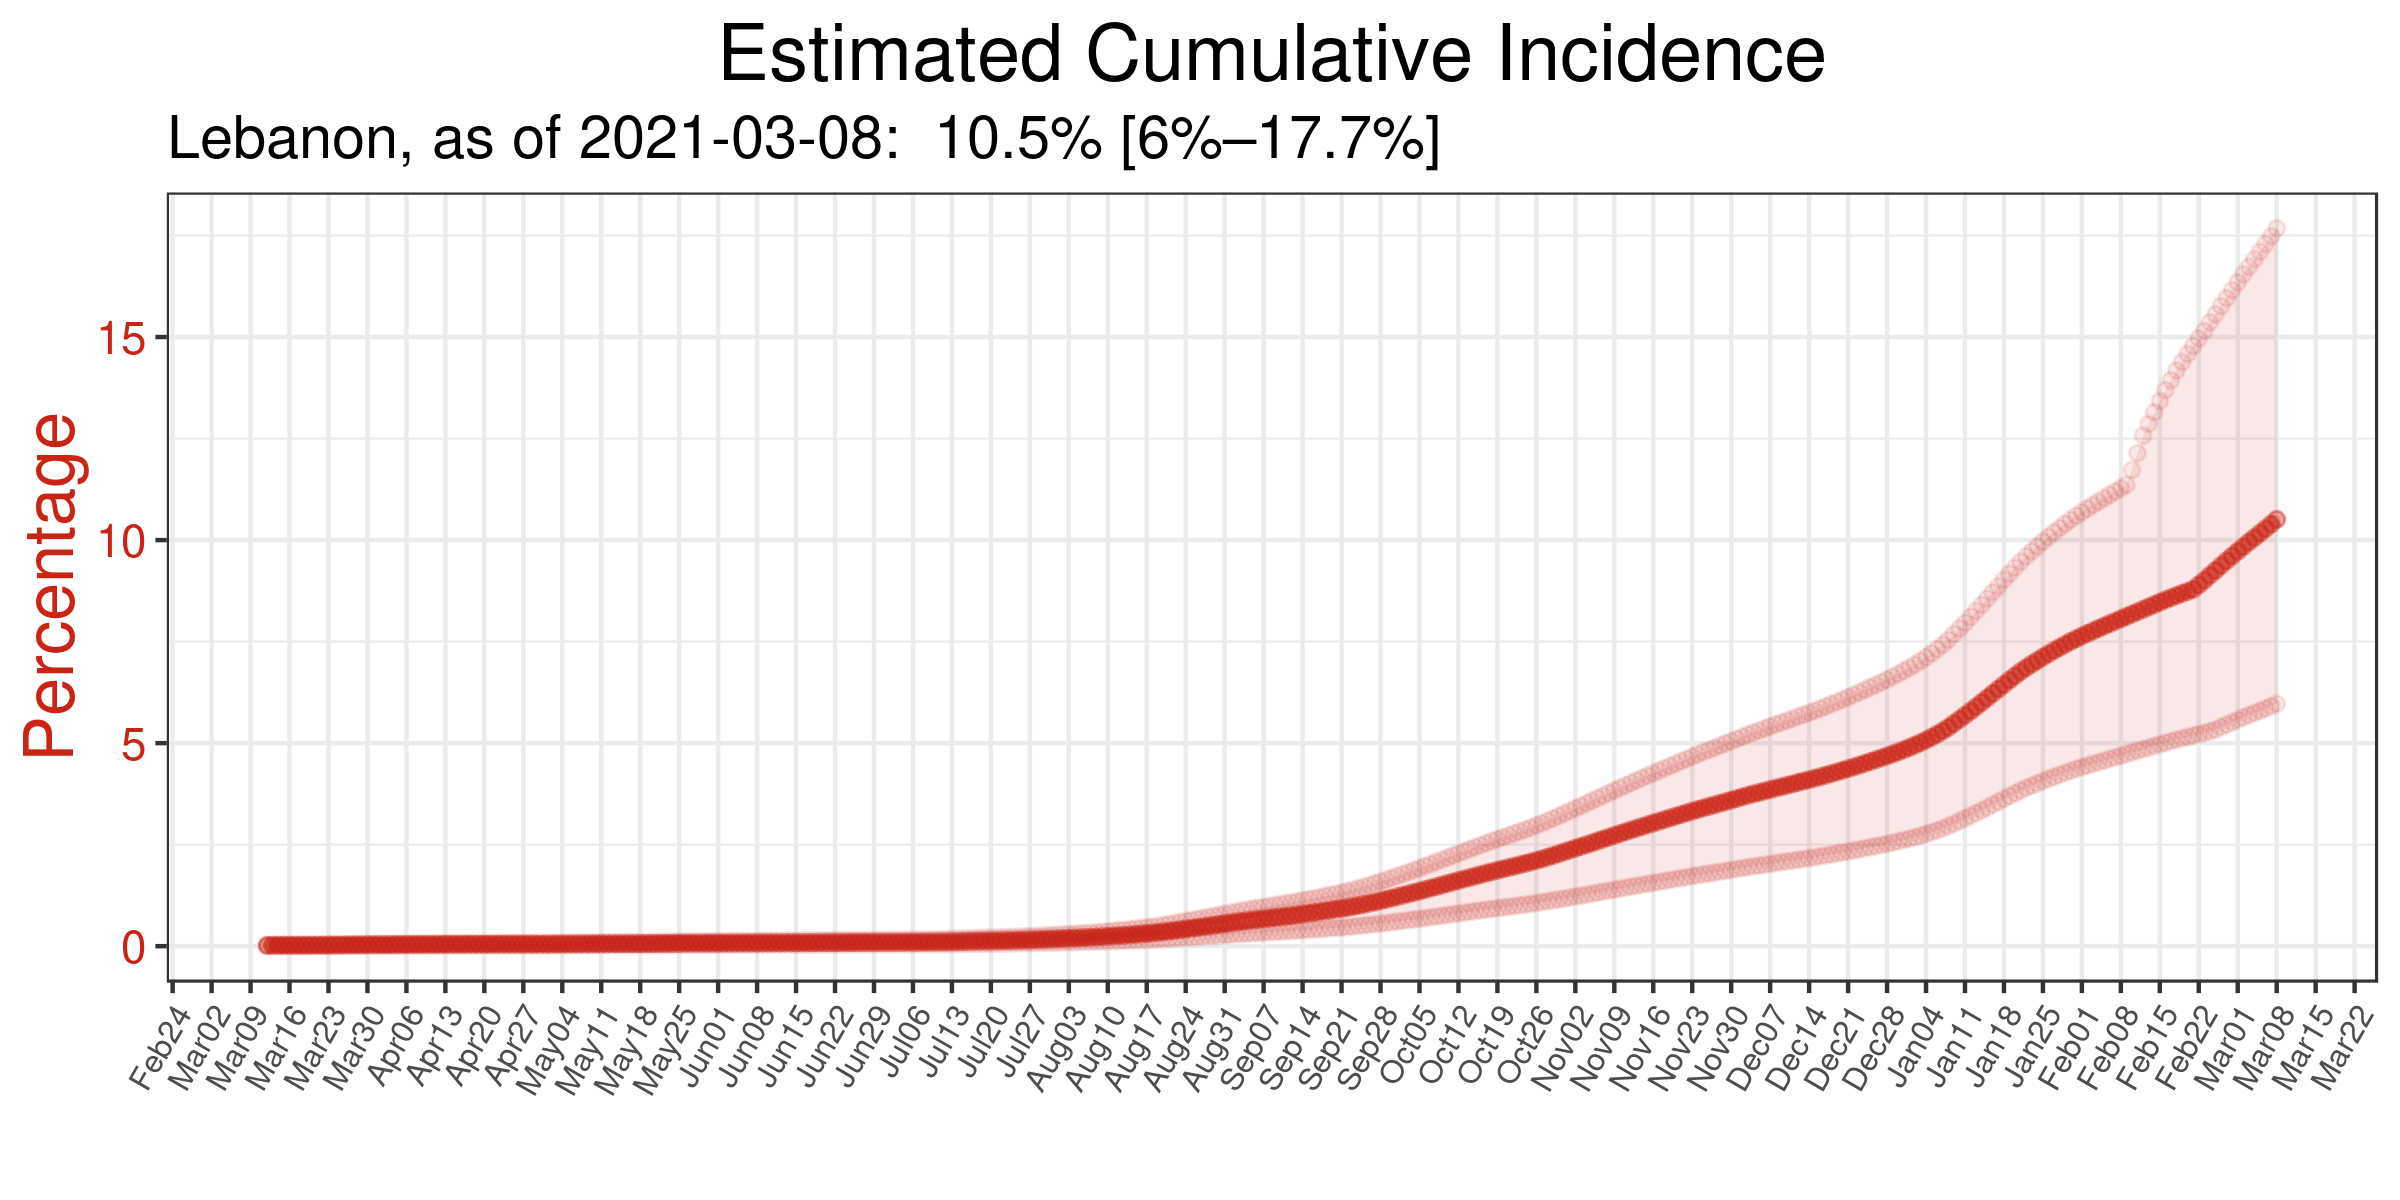 Estimated Cumulative Incidence
Lebanon, as of 2021-03-08:  10.5% [6%–17.7%]
Percentage
15
10
5
0
Feb24
Mar02
Mar09
Mar16
Mar23
Mar30
Apr06
Apr13
Apr20
Apr27
May04
May11
May18
May25
Jun01
Jun08
Jun15
Jun22
Jun29
Jul06
Jul13
Jul20
Jul27
Aug03
Aug10
Aug17
Aug24
Aug31
Sep07
Sep14
Sep21
Sep28
Oct05
Oct12
Oct19
Oct26
Nov02
Nov09
Nov16
Nov23
Nov30
Dec07
Dec14
Dec21
Dec28
Jan04
Jan11
Jan18
Jan25
Feb01
Feb08
Feb15
Feb22
Mar01
Mar08
Mar15
Mar22